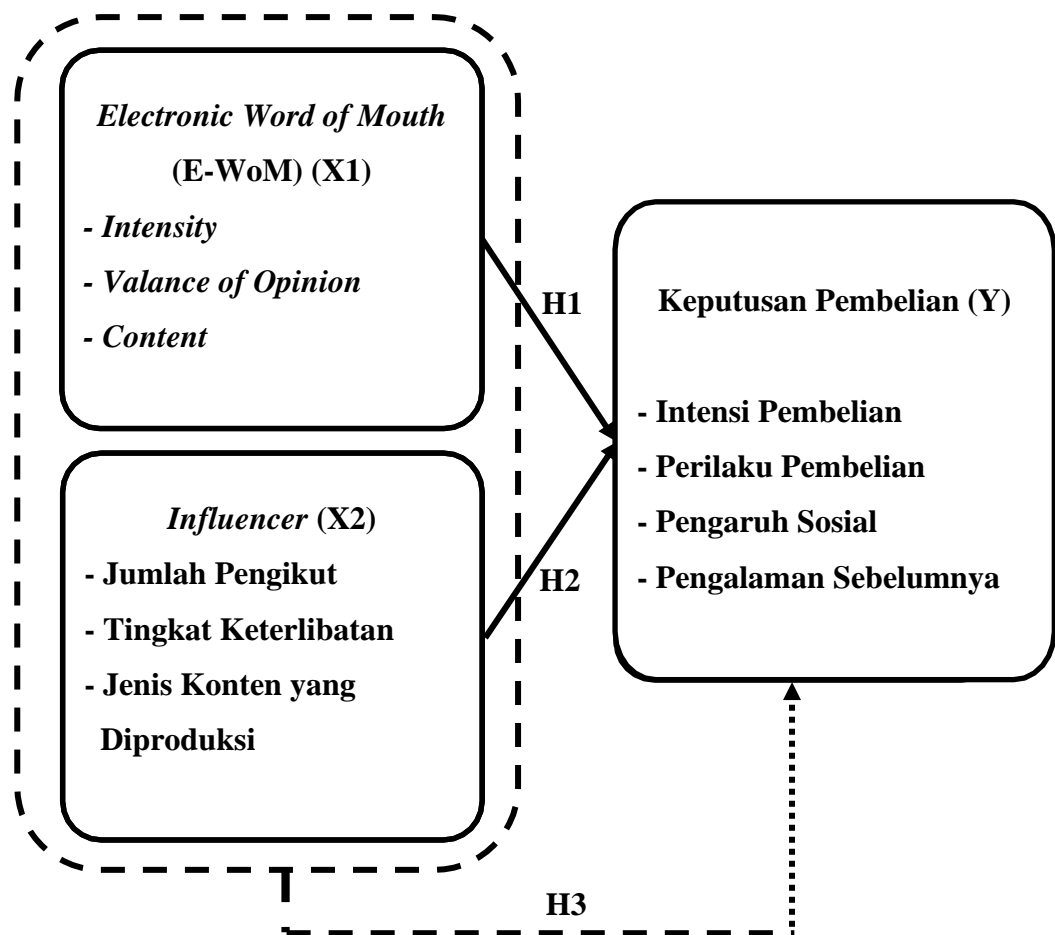 Electronic Word of Mouth
(E-WoM) (X1)
- Intensity
- Valance of Opinion
- Content
H1
Influencer (X2)
- Jumlah Pengikut
- Tingkat Keterlibatan
- Jenis Konten yang
Diproduksi
H2
Keputusan Pembelian (Y)
- Intensi Pembelian
- Perilaku Pembelian
- Pengaruh Sosial
- Pengalaman Sebelumnya
H3